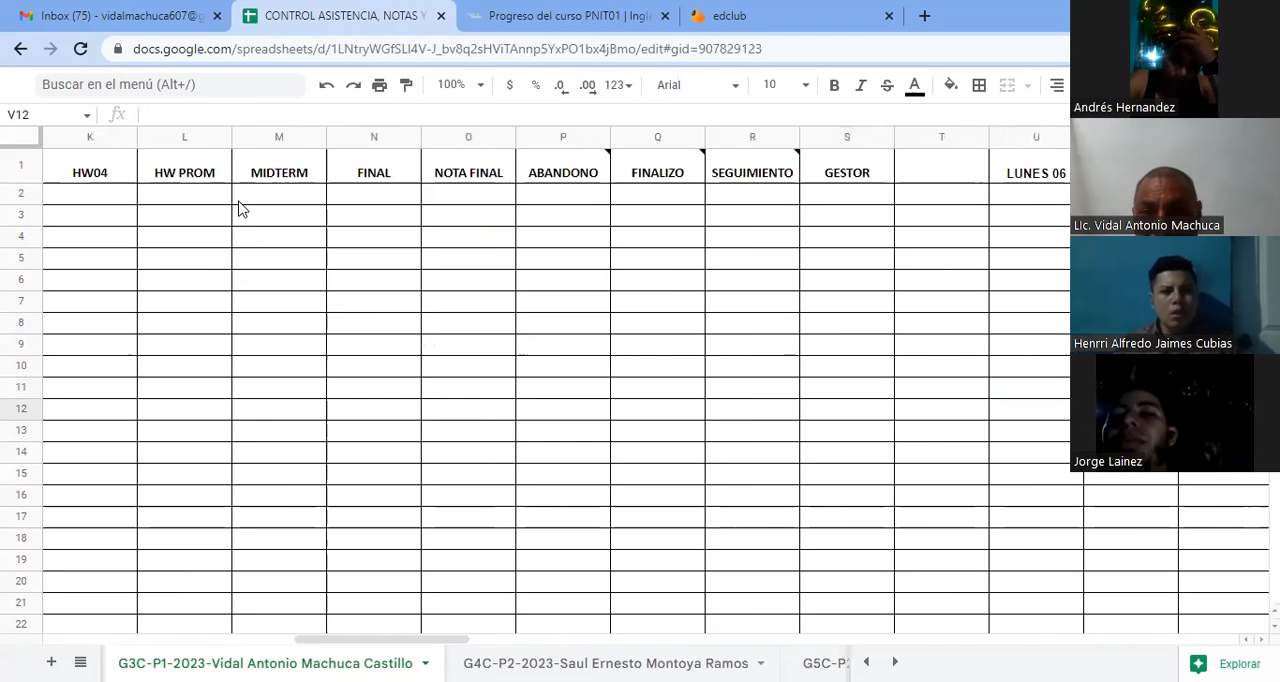 Inbox (75) - vidalmachuca607@g
CONTROL ASISTENCIA, NOTAS Y
Progreso del curso PNIT01 | Ingle
edclub
docs.google.com/spreadsheets/d/1LNtryWGfSLI4V-J_bv8q2sHViTAnnp5YxPO1bx4jBmo/edit#gid=907829123
Buscar en el menú (Alt+/)
100%
$ % .0 .00 123
Arial
10
B I S A
V12
fx
K L M N O P Q R S T U
1 HW04 HW PROM MIDTERM FINAL NOTA FINAL ABANDONO FINALIZO SEGUIMIENTO GESTOR LUNES 06
2
3
4
5
6
7
8
9
10
11
12
13
14
15
16
17
18
19
20
21
22
G3C-P1-2023-Vidal Antonio Machuca Castillo
G4C-P2-2023-Saul Ernesto Montoya Ramos
G5C-P
Explorar
Andrés Hernandez
Lic. Vidal Antonio Machuca
Henrri Alfredo Jaimes Cubias
Jorge Lainez